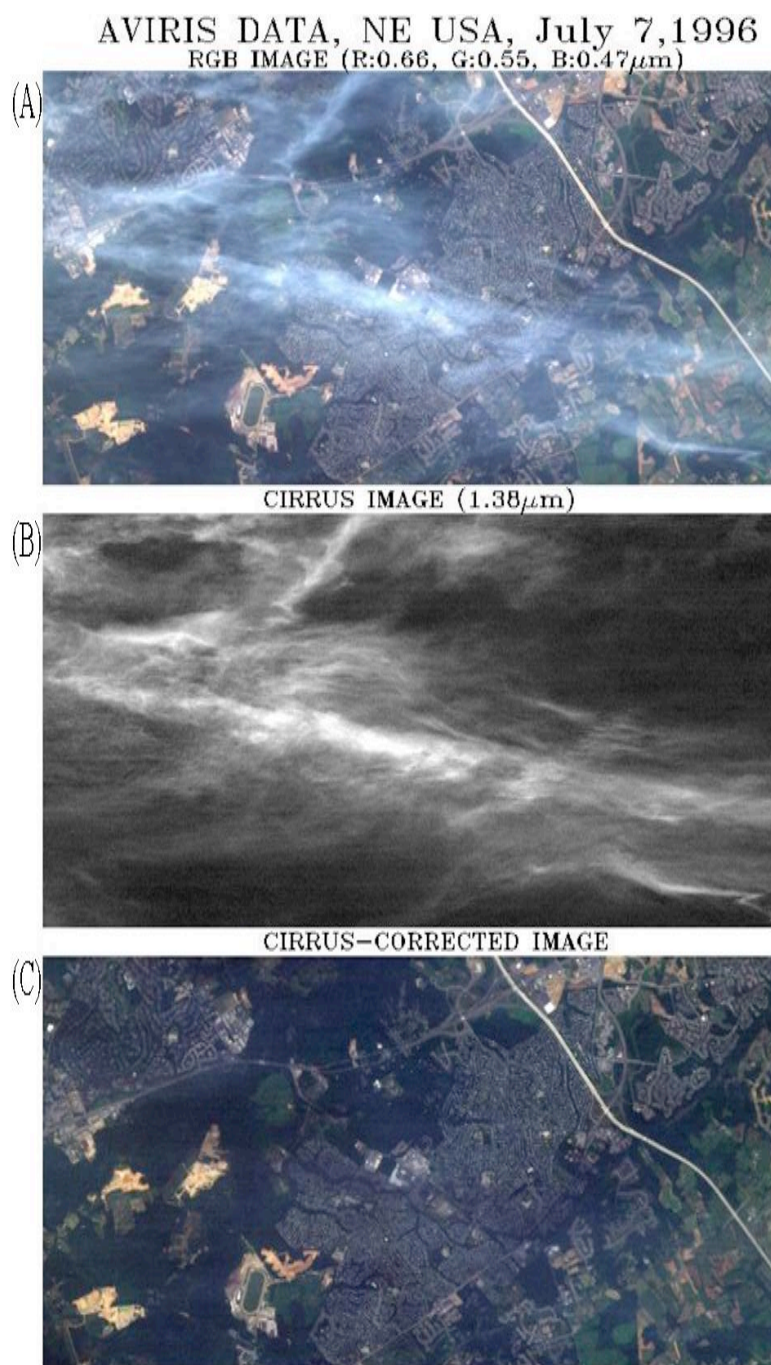 AVIRIS DATA, NE USA, July 7,1996
RGB IMAGE (R:0.66, G:0.55, B:0.47μm)
(A)
CIRRUS IMAGE (1.38μm)
(B)
CIRRUS-CORRECTED IMAGE
(C)